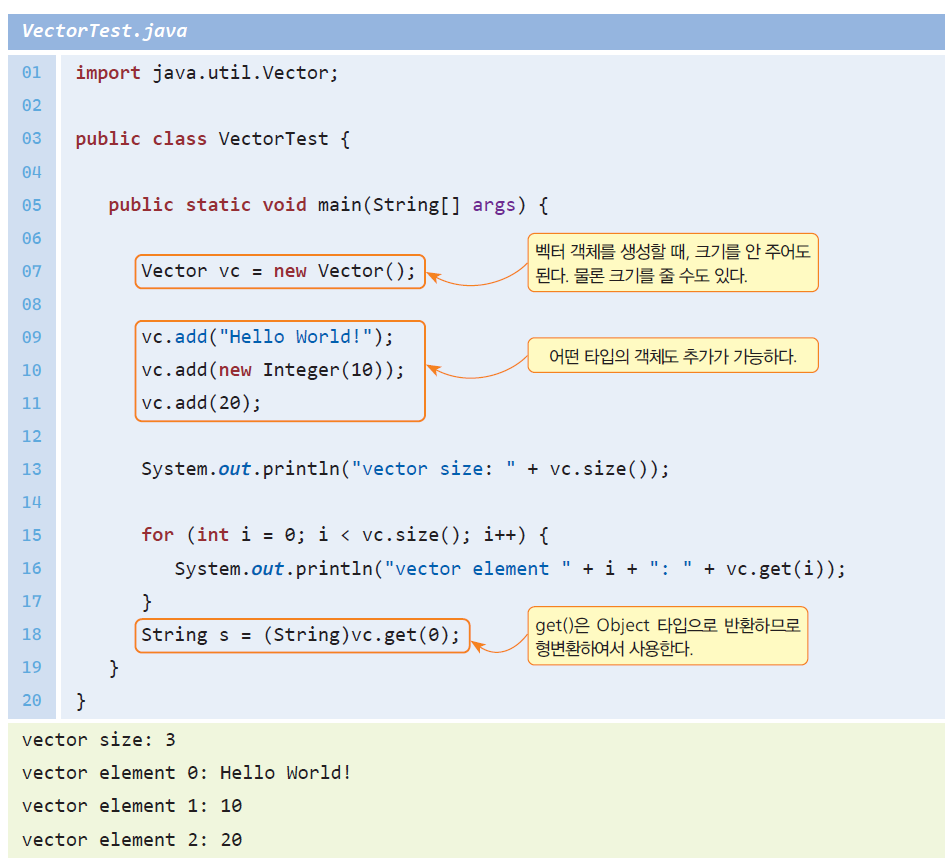 VectorTest.java
01 import java.util.Vector;
02
03 public class VectorTest {
04
05 public static void main(String[] args) {
06
벡터 객체를 생성할 때, 크기를 안 주어도
된다. 물론 크기를 줄 수도 있다.
07 Vector vc = new Vector();
08
09 vc.add("Hello World!");
어떤 타입의 객체도 추가가 가능하다.
10 vc.add(new Integer(10));
11 vc.add(20);
12
13 System.out.println("vector size: " + vc.size());
14
15 for (int i = 0; i < vc.size(); i++) {
16 System.out.println("vector element " + i + ": " + vc.get(i));
17 }
get()은 Object 타입으로 반환하므로
형변환하여서 사용한다.
18 String s = (String)vc.get(0);
19 }
20 }
vector size: 3
vector element 0: Hello World!
vector element 1: 10
vector element 2: 20